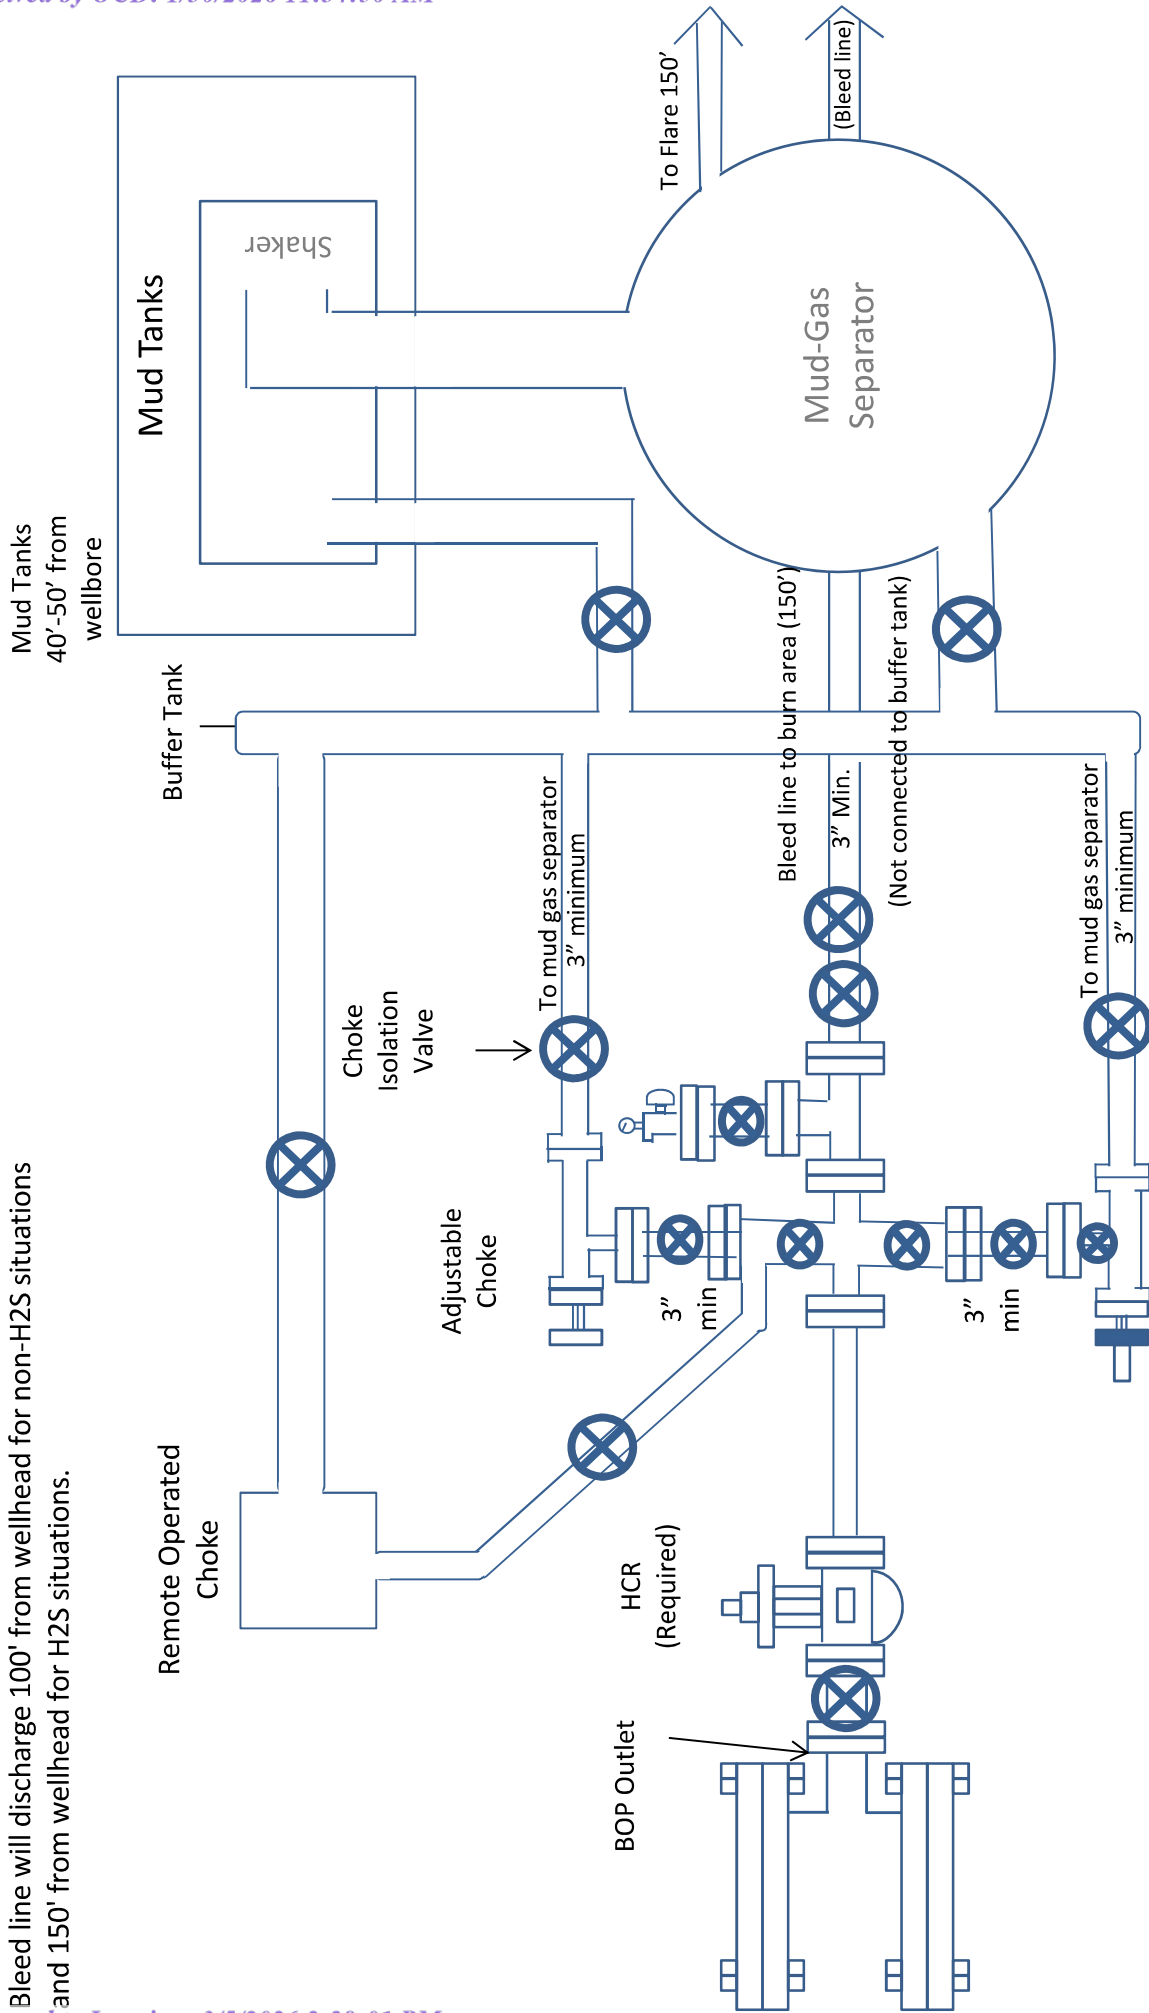 Bleed line will discharge 100' from wellhead for non-H2S situations
and 150' from wellhead for H2S situations.
Mud Tanks
40’-50’ from
wellbore
Mud Tanks
Shaker
Buffer Tank
Remote Operated
Choke
Choke
Isolation
Valve
Adjustable
Choke
To mud gas separator
3” minimum
To Flare 150’
(Bleed line)
Mud-Gas
Separator
Bleed line to burn area (150’)
3” Min.
(Not connected to buffer tank)
3”
min
3”
min
To mud gas separator
3” minimum
HCR
(Required)
BOP Outlet